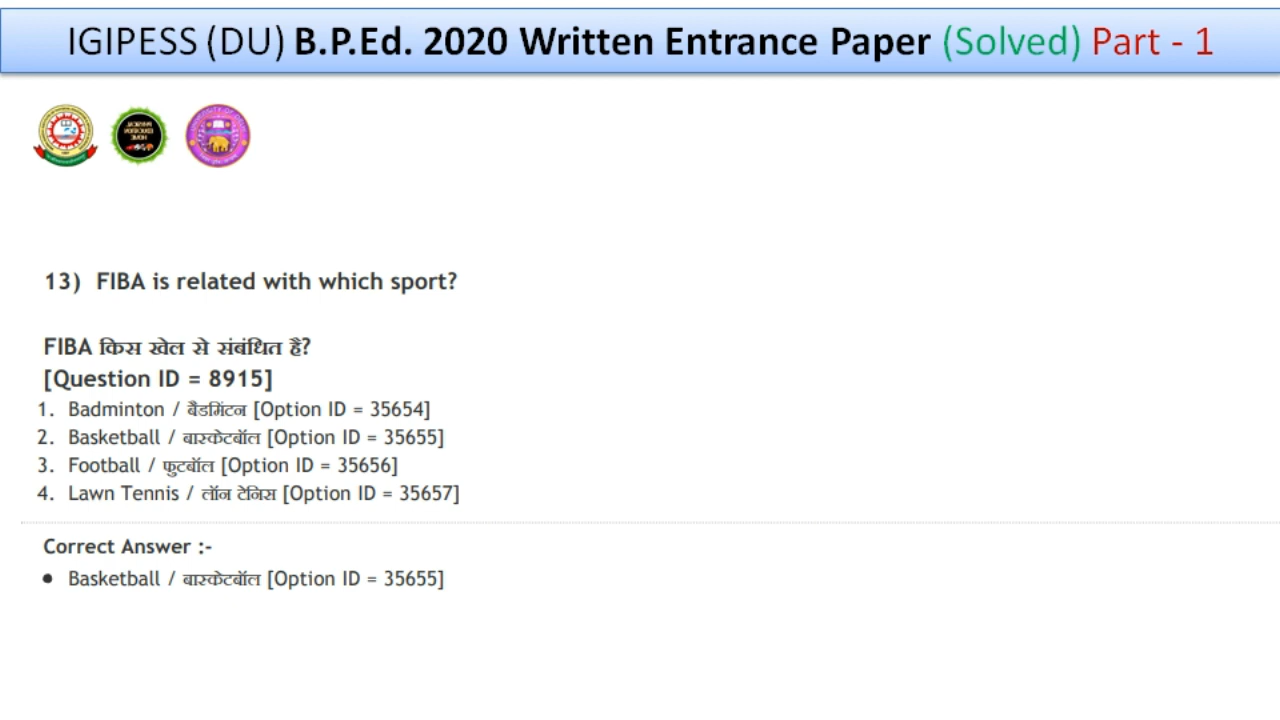 IGIPESS (DU) B.P.Ed. 2020 Written Entrance Paper (Solved) Part - 1
13) FIBA is related with which sport?
FIBA किस खेल से संबंधित है?
[Question ID = 8915]
1. Badminton / बैडमिंटन [Option ID = 35654]
2. Basketball / बास्केटबॉल [Option ID = 35655]
3. Football / फुटबॉल [Option ID = 35656]
4. Lawn Tennis / लॉन टेनिस [Option ID = 35657]
Correct Answer :-
• Basketball / बास्केटबॉल [Option ID = 35655]